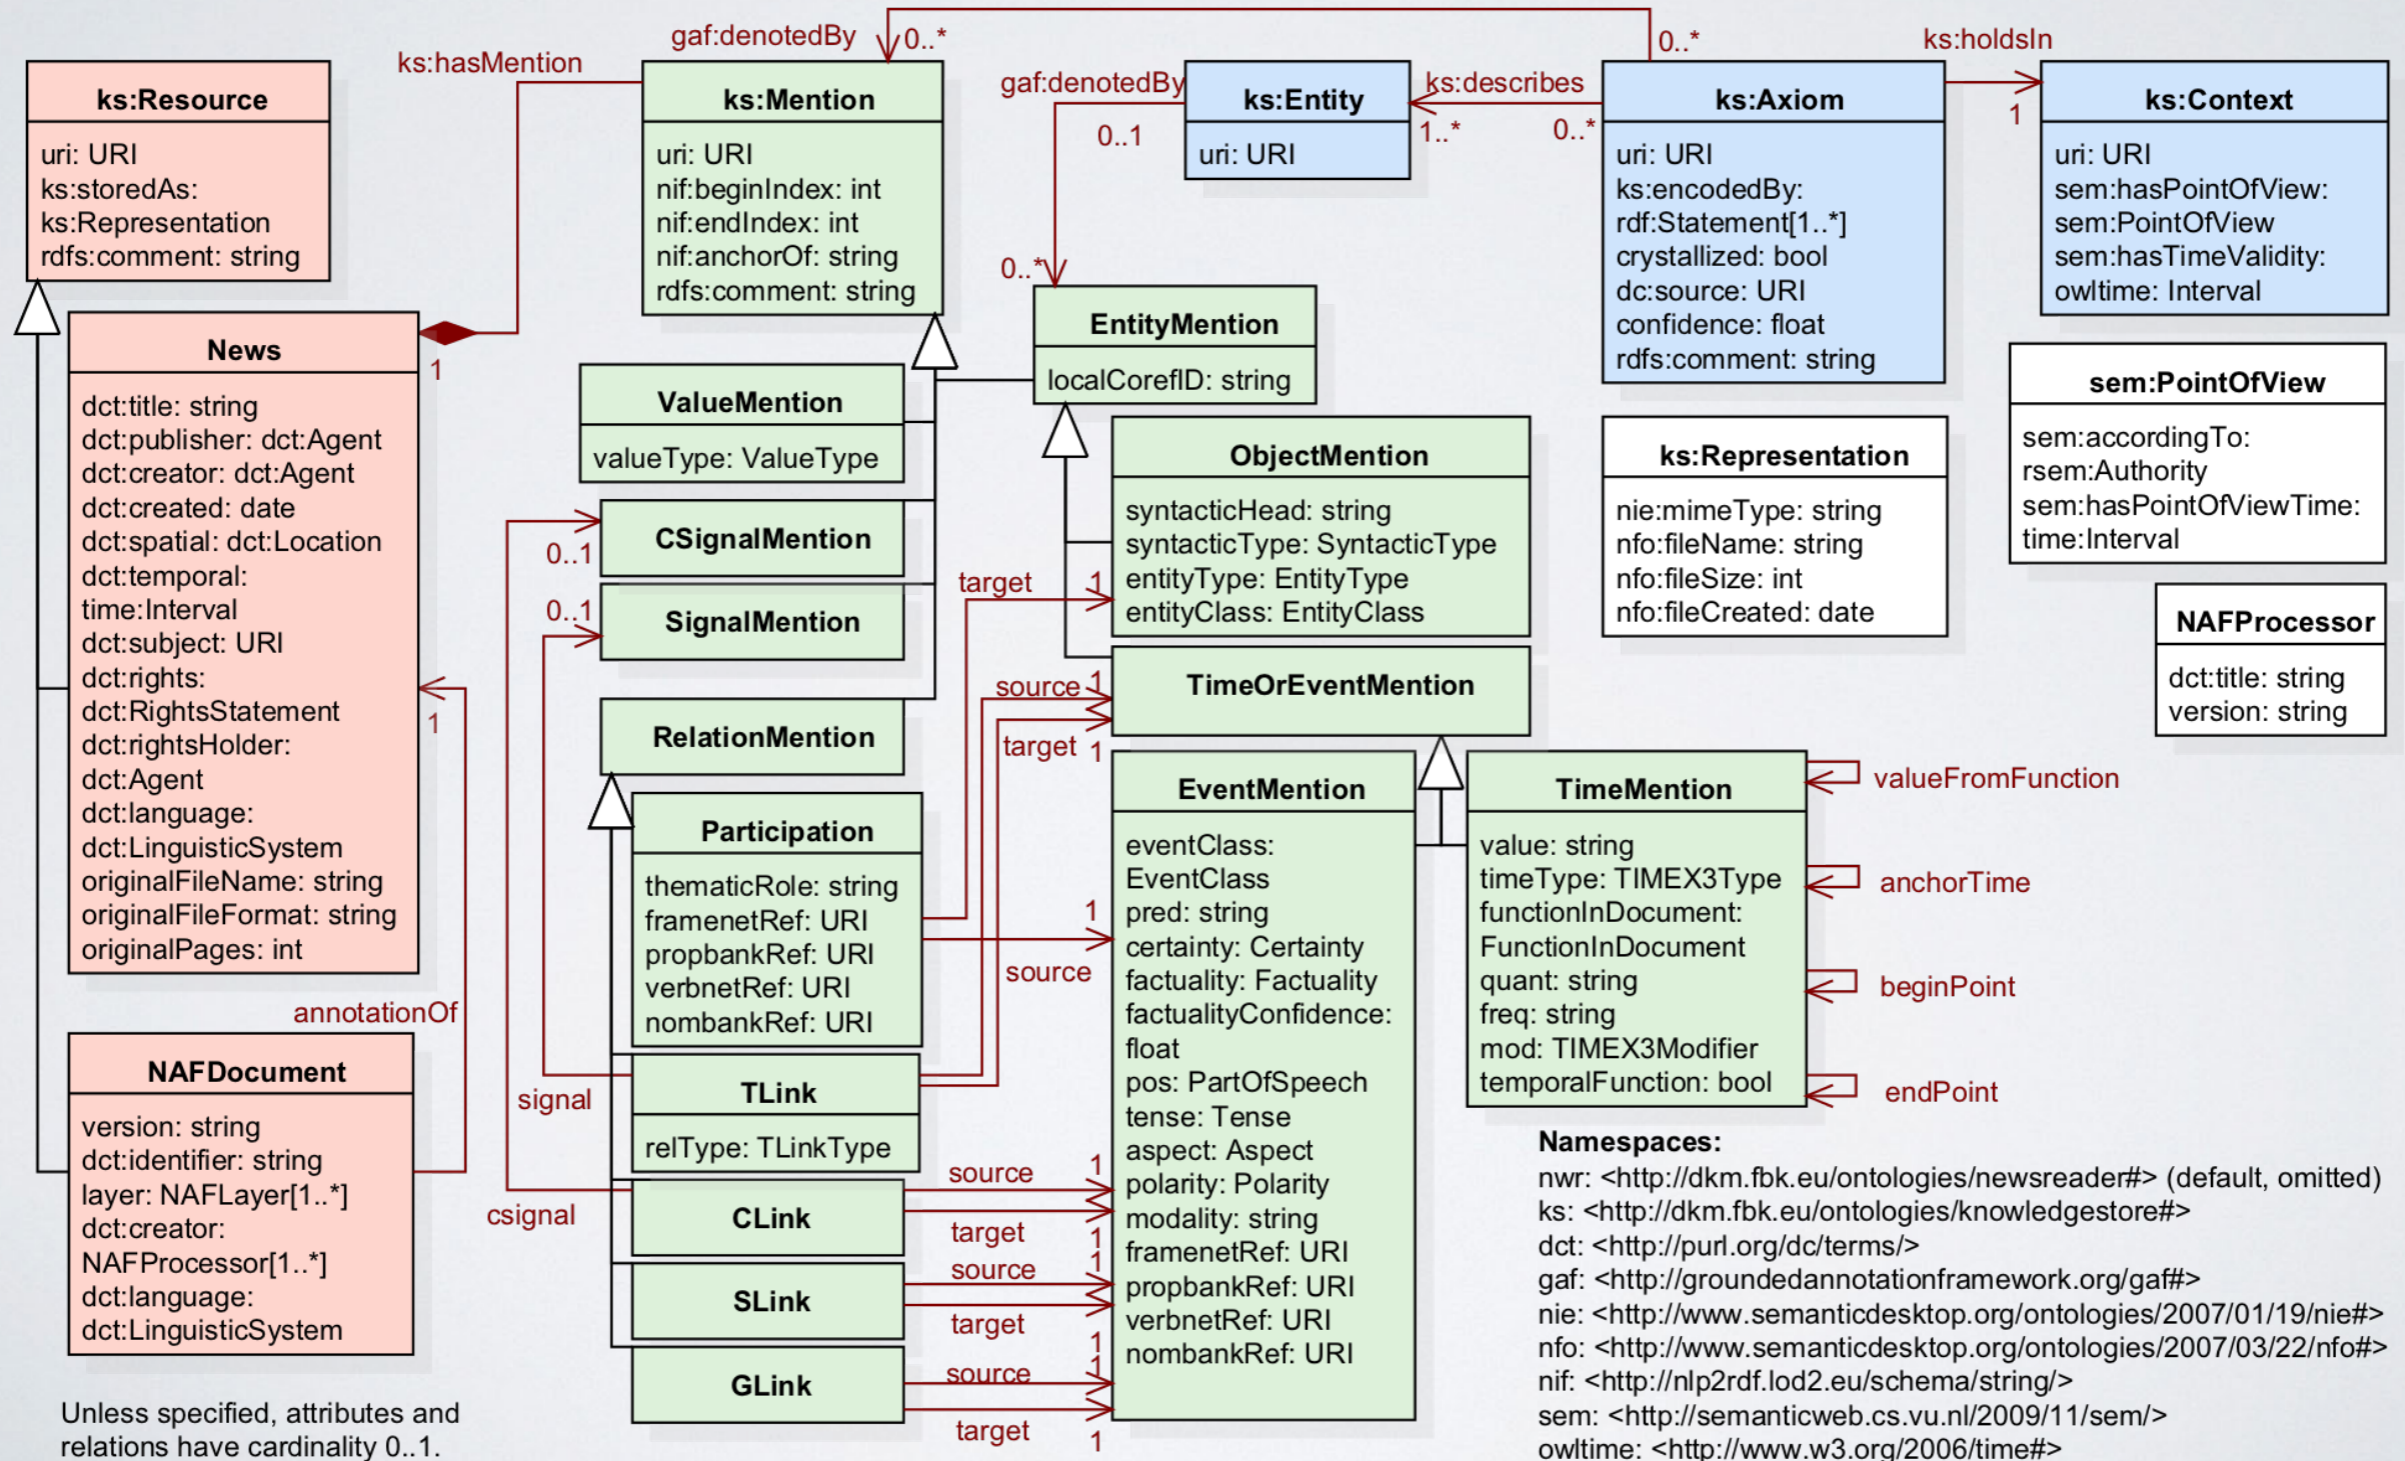 gaf:denotedBy
0..*
0..*
ks:holdsIn
1
ks:hasMention
1
gaf:denotedBy
0..1
0..*
ks:describes
1..*
0..*
ks:Resource
uri: URI
ks:storedAs:
ks:Representation
rdfs:comment: string
ks:Mention
uri: URI
nif:beginIndex: int
nif:endIndex: int
nif:anchorOf: string
rdfs:comment: string
ks:Entity
uri: URI
ks:Axiom
uri: URI
ks:encodedBy:
rdf:Statement[1..*]
crystallized: bool
dc:source: URI
confidence: float
rdfs:comment: string
ks:Context
uri: URI
sem:hasPointOfView:
sem:PointOfView
sem:hasTimeValidity:
owltime: Interval
News
dct:title: string
dct:publisher: dct:Agent
dct:creator: dct:Agent
dct:created: date
dct:spatial: dct:Location
dct:temporal:
time:Interval
dct:subject: URI
dct:rights:
dct:RightsStatement
dct:rightsHolder:
dct:Agent
dct:language:
dct:LinguisticSystem
originalFileName: string
originalFileFormat: string
originalPages: int
1
annotationOf
NAFDocument
version: string
dct:identifier: string
layer: NAFLayer[1..*]
dct:creator:
NAFProcessor[1..*]
dct:language:
dct:LinguisticSystem
Unless specified, attributes and
relations have cardinality 0..1.
ValueMention
valueType: ValueType
0..1
CSignalMention
0..1
SignalMention
RelationMention
Participation
thematicRole: string
framenetRef: URI
propbankRef: URI
verbnetRef: URI
nombankRef: URI
signal
TLink
relType: TLinkType
csignal
CLink
SLink
GLink
EntityMention
localCorefID: string
ObjectMention
syntacticHead: string
syntacticType: SyntacticType
entityType: EntityType
entityClass: EntityClass
target
1
TimeOrEventMention
source
1
target
1
1
source
source
1
target
1
source
1
target
1
source
1
target
1
EventMention
eventClass:
EventClass
pred: string
certainty: Certainty
factuality: Factuality
factualityConfidence:
float
pos: PartOfSpeech
tense: Tense
aspect: Aspect
polarity: Polarity
modality: string
framenetRef: URI
propbankRef: URI
verbnetRef: URI
nombankRef: URI
TimeMention
value: string
timeType: TIMEX3Type
functionInDocument:
FunctionInDocument
quant: string
freq: string
mod: TIMEX3Modifier
temporalFunction: bool
valueFromFunction
anchorTime
beginPoint
endPoint
ks:Representation
nie:mimeType: string
nfo:fileName: string
nfo:fileSize: int
nfo:fileCreated: date
sem:PointOfView
sem:accordingTo:
rsem:Authority
sem:hasPointOfViewTime:
time:Interval
NAFProcessor
dct:title: string
version: string
Namespaces:
nwr: <http://dkm.fbk.eu/ontologies/newsreader#> (default, omitted)
ks: <http://dkm.fbk.eu/ontologies/knowledgestore#>
dct: <http://purl.org/dc/terms/>
gaf: <http://groundedannotationframework.org/gaf#>
nie: <http://www.semanticdesktop.org/ontologies/2007/01/19/nie#>
nfo: <http://www.semanticdesktop.org/ontologies/2007/03/22/nfo#>
nif: <http://nlp2rdf.lod2.eu/schema/string/>
sem: <http://semanticweb.cs.vu.nl/2009/11/sem/>
owltime: <http://www.w3.org/2006/time#>